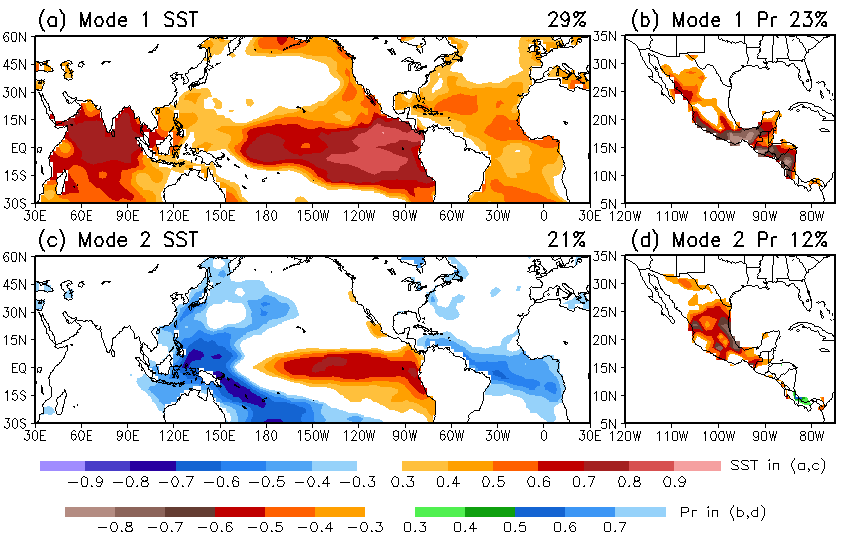 (a) Mode 1 SST 29%
60N
45N
30N
15N
EQ
15S
30S
30E 60E 90E 120E 150E 180 150W 120W 90W 60W 30W 0 30E
(b) Mode 1 Pr 23%
35N
30N
25N
20N
15N
10N
5N
120W 110W 100W 90W 80W
(c) Mode 2 SST 21%
60N
45N
30N
15N
EQ
15S
30S
30E 60E 90E 120E 150E 180 150W 120W 90W 60W 30W 0 30E
(d) Mode 2 Pr 12%
35N
30N
25N
20N
15N
10N
5N
120W 110W 100W 90W 80W
−0.9 −0.8 −0.7 −0.6 −0.5 −0.4 −0.3 0.3 0.4 0.5 0.6 0.7 0.8 0.9 SST in (a,c)
−0.8 −0.7 −0.6 −0.5 −0.4 −0.3 0.3 0.4 0.5 0.6 0.7 Pr in (b,d)